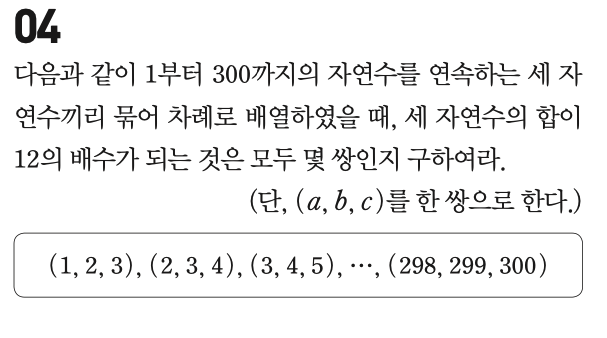 04
다음과 같이 1부터 300까지의 자연수를 연속하는 세 자
연수끼리 묶어 차례로 배열하였을 때, 세 자연수의 합이
12의 배수가 되는 것은 모두 몇 쌍인지 구하여라.
(단, (a, b, c)를 한 쌍으로 한다.)
(1, 2, 3), (2, 3, 4), (3, 4, 5), ⋯, (298, 299, 300)